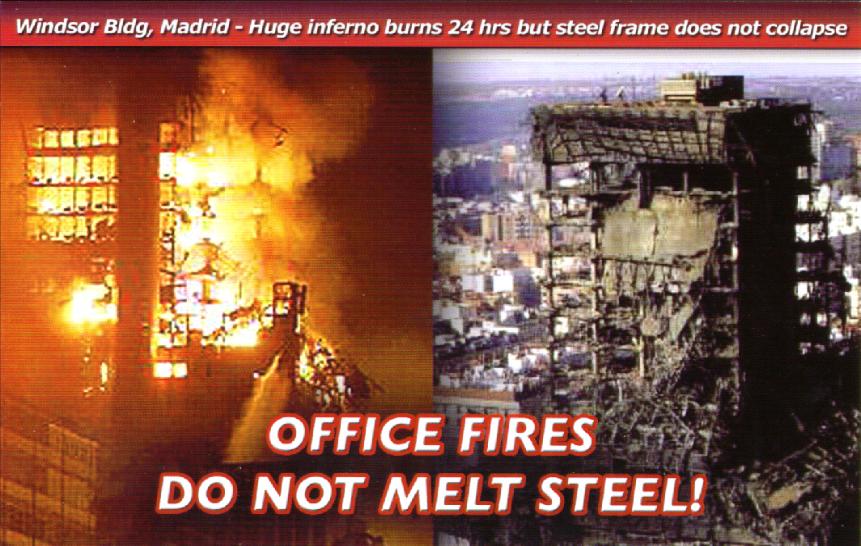 Windsor Bldg, Madrid - Huge inferno burns 24 hrs but steel frame does not collapse
OFFICE FIRES
DO NOT MELT STEEL!